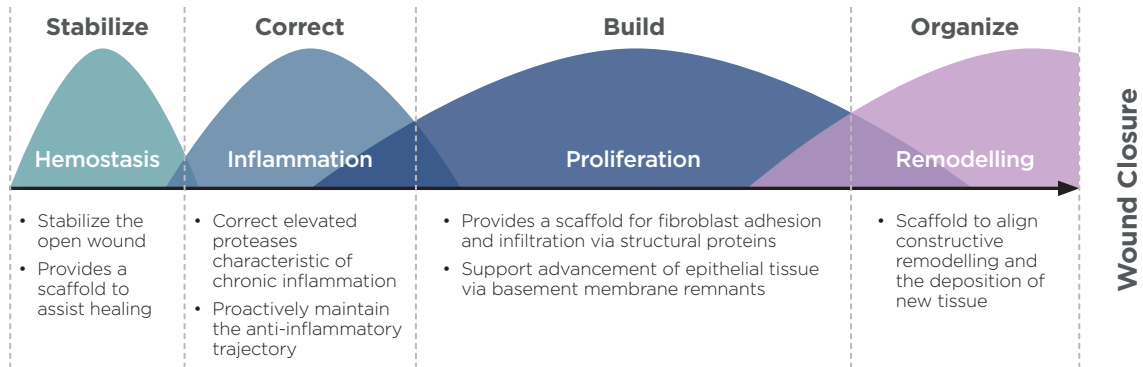 Stabilize
Correct
Build
Organize
Hemostasis
Inflammation
Proliferation
Remodelling
• Stabilize the
open wound
• Provides a
scaffold to
assist healing
• Correct elevated
proteases
characteristic of
chronic inflammation
• Proactively maintain
the anti-inflammatory
trajectory
• Provides a scaffold for fibroblast adhesion
and infiltration via structural proteins
• Support advancement of epithelial tissue
via basement membrane remnants
• Scaffold to align
constructive
remodelling and
the deposition of
new tissue
Wound Closure